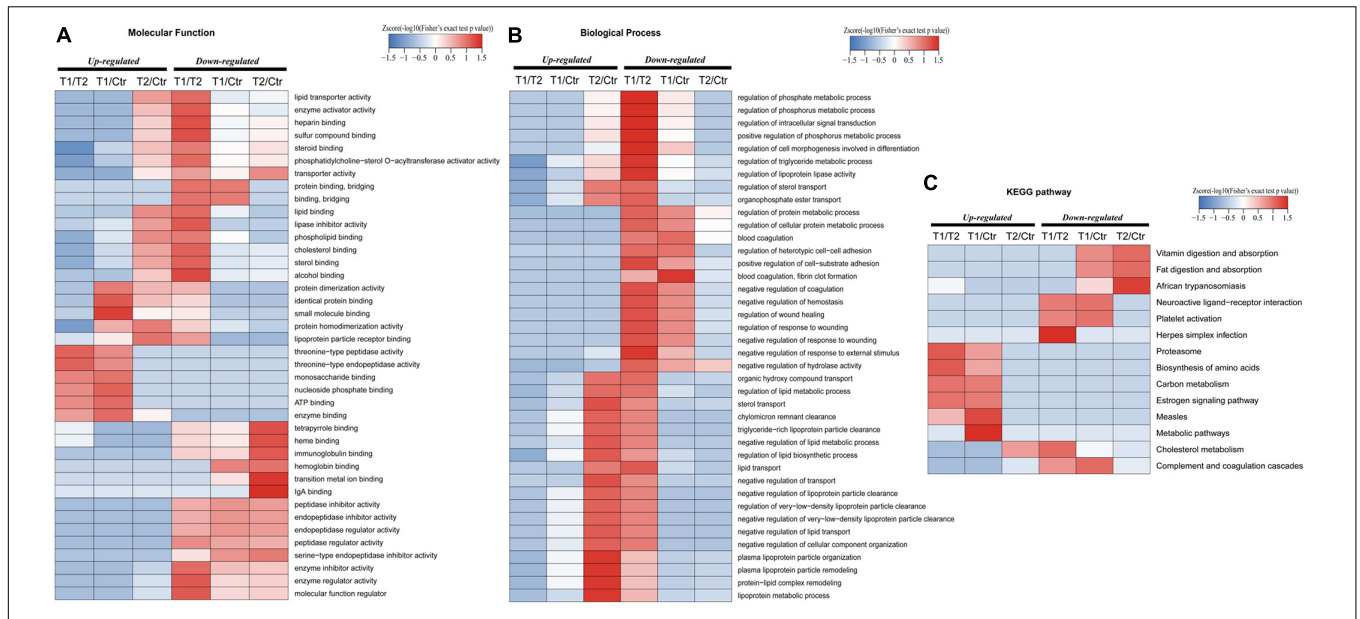 A
Molecular Function
Zscore(-log10(Fisher's exact test p value))
−1.5 −1 −0.5 0 0.5 1 1.5
Up-regulated Down-regulated
T1/T2 T1/Ctr T2/Ctr T1/T2 T1/Ctr T2/Ctr
lipid transporter activity
enzyme activator activity
heparin binding
sulfur compound binding
steroid binding
phosphatidylcholine−sterol O−acyltransferase activator activity
transporter activity
protein binding, bridging
binding, bridging
lipid binding
lipase inhibitor activity
phospholipid binding
cholesterol binding
sterol binding
alcohol binding
protein dimerization activity
identical protein binding
small molecule binding
protein homodimerization activity
lipoprotein particle receptor binding
threonine−type peptidase activity
threonine−type endopeptidase activity
monosaccharide binding
nucleoside phosphate binding
ATP binding
enzyme binding
tetrapyrrole binding
heme binding
immunoglobulin binding
hemoglobin binding
transition metal ion binding
IgA binding
peptidase inhibitor activity
endopeptidase inhibitor activity
endopeptidase regulator activity
peptidase regulator activity
serine−type endopeptidase inhibitor activity
enzyme inhibitor activity
enzyme regulator activity
molecular function regulator
B
Biological Process
Zscore(-log10(Fisher's exact test p value))
−1.5 −1 −0.5 0 0.5 1 1.5
Up-regulated Down-regulated
T1/T2 T1/Ctr T2/Ctr T1/T2 T1/Ctr T2/Ctr
regulation of phosphate metabolic process
regulation of phosphorus metabolic process
regulation of intracellular signal transduction
positive regulation of phosphorus metabolic process
regulation of cell morphogenesis involved in differentiation
regulation of triglyceride metabolic process
regulation of lipoprotein lipase activity
regulation of sterol transport
organophosphate ester transport
regulation of protein metabolic process
regulation of cellular protein metabolic process
blood coagulation
regulation of heterotypic cell−cell adhesion
positive regulation of cell−substrate adhesion
blood coagulation, fibrin clot formation
negative regulation of coagulation
negative regulation of hemostasis
regulation of wound healing
regulation of response to wounding
negative regulation of response to wounding
negative regulation of response to external stimulus
negative regulation of hydrolase activity
organic hydroxy compound transport
regulation of lipid metabolic process
sterol transport
chylomicron remnant clearance
triglyceride−rich lipoprotein particle clearance
negative regulation of lipid metabolic process
regulation of lipid biosynthetic process
lipid transport
negative regulation of transport
negative regulation of lipoprotein particle clearance
regulation of very−low−density lipoprotein particle clearance
negative regulation of very−low−density lipoprotein particle clearance
negative regulation of lipid transport
negative regulation of cellular component organization
plasma lipoprotein particle organization
plasma lipoprotein particle remodeling
protein−lipid complex remodeling
lipoprotein metabolic process
C
KEGG pathway
Zscore(-log10(Fisher's exact test p value))
−1.5 −1 −0.5 0 0.5 1 1.5
Up-regulated Down-regulated
T1/T2 T1/Ctr T2/Ctr T1/T2 T1/Ctr T2/Ctr
Vitamin digestion and absorption
Fat digestion and absorption
African trypanosomiasis
Neuroactive ligand−receptor interaction
Platelet activation
Herpes simplex infection
Proteasome
Biosynthesis of amino acids
Carbon metabolism
Estrogen signaling pathway
Measles
Metabolic pathways
Cholesterol metabolism
Complement and coagulation cascades